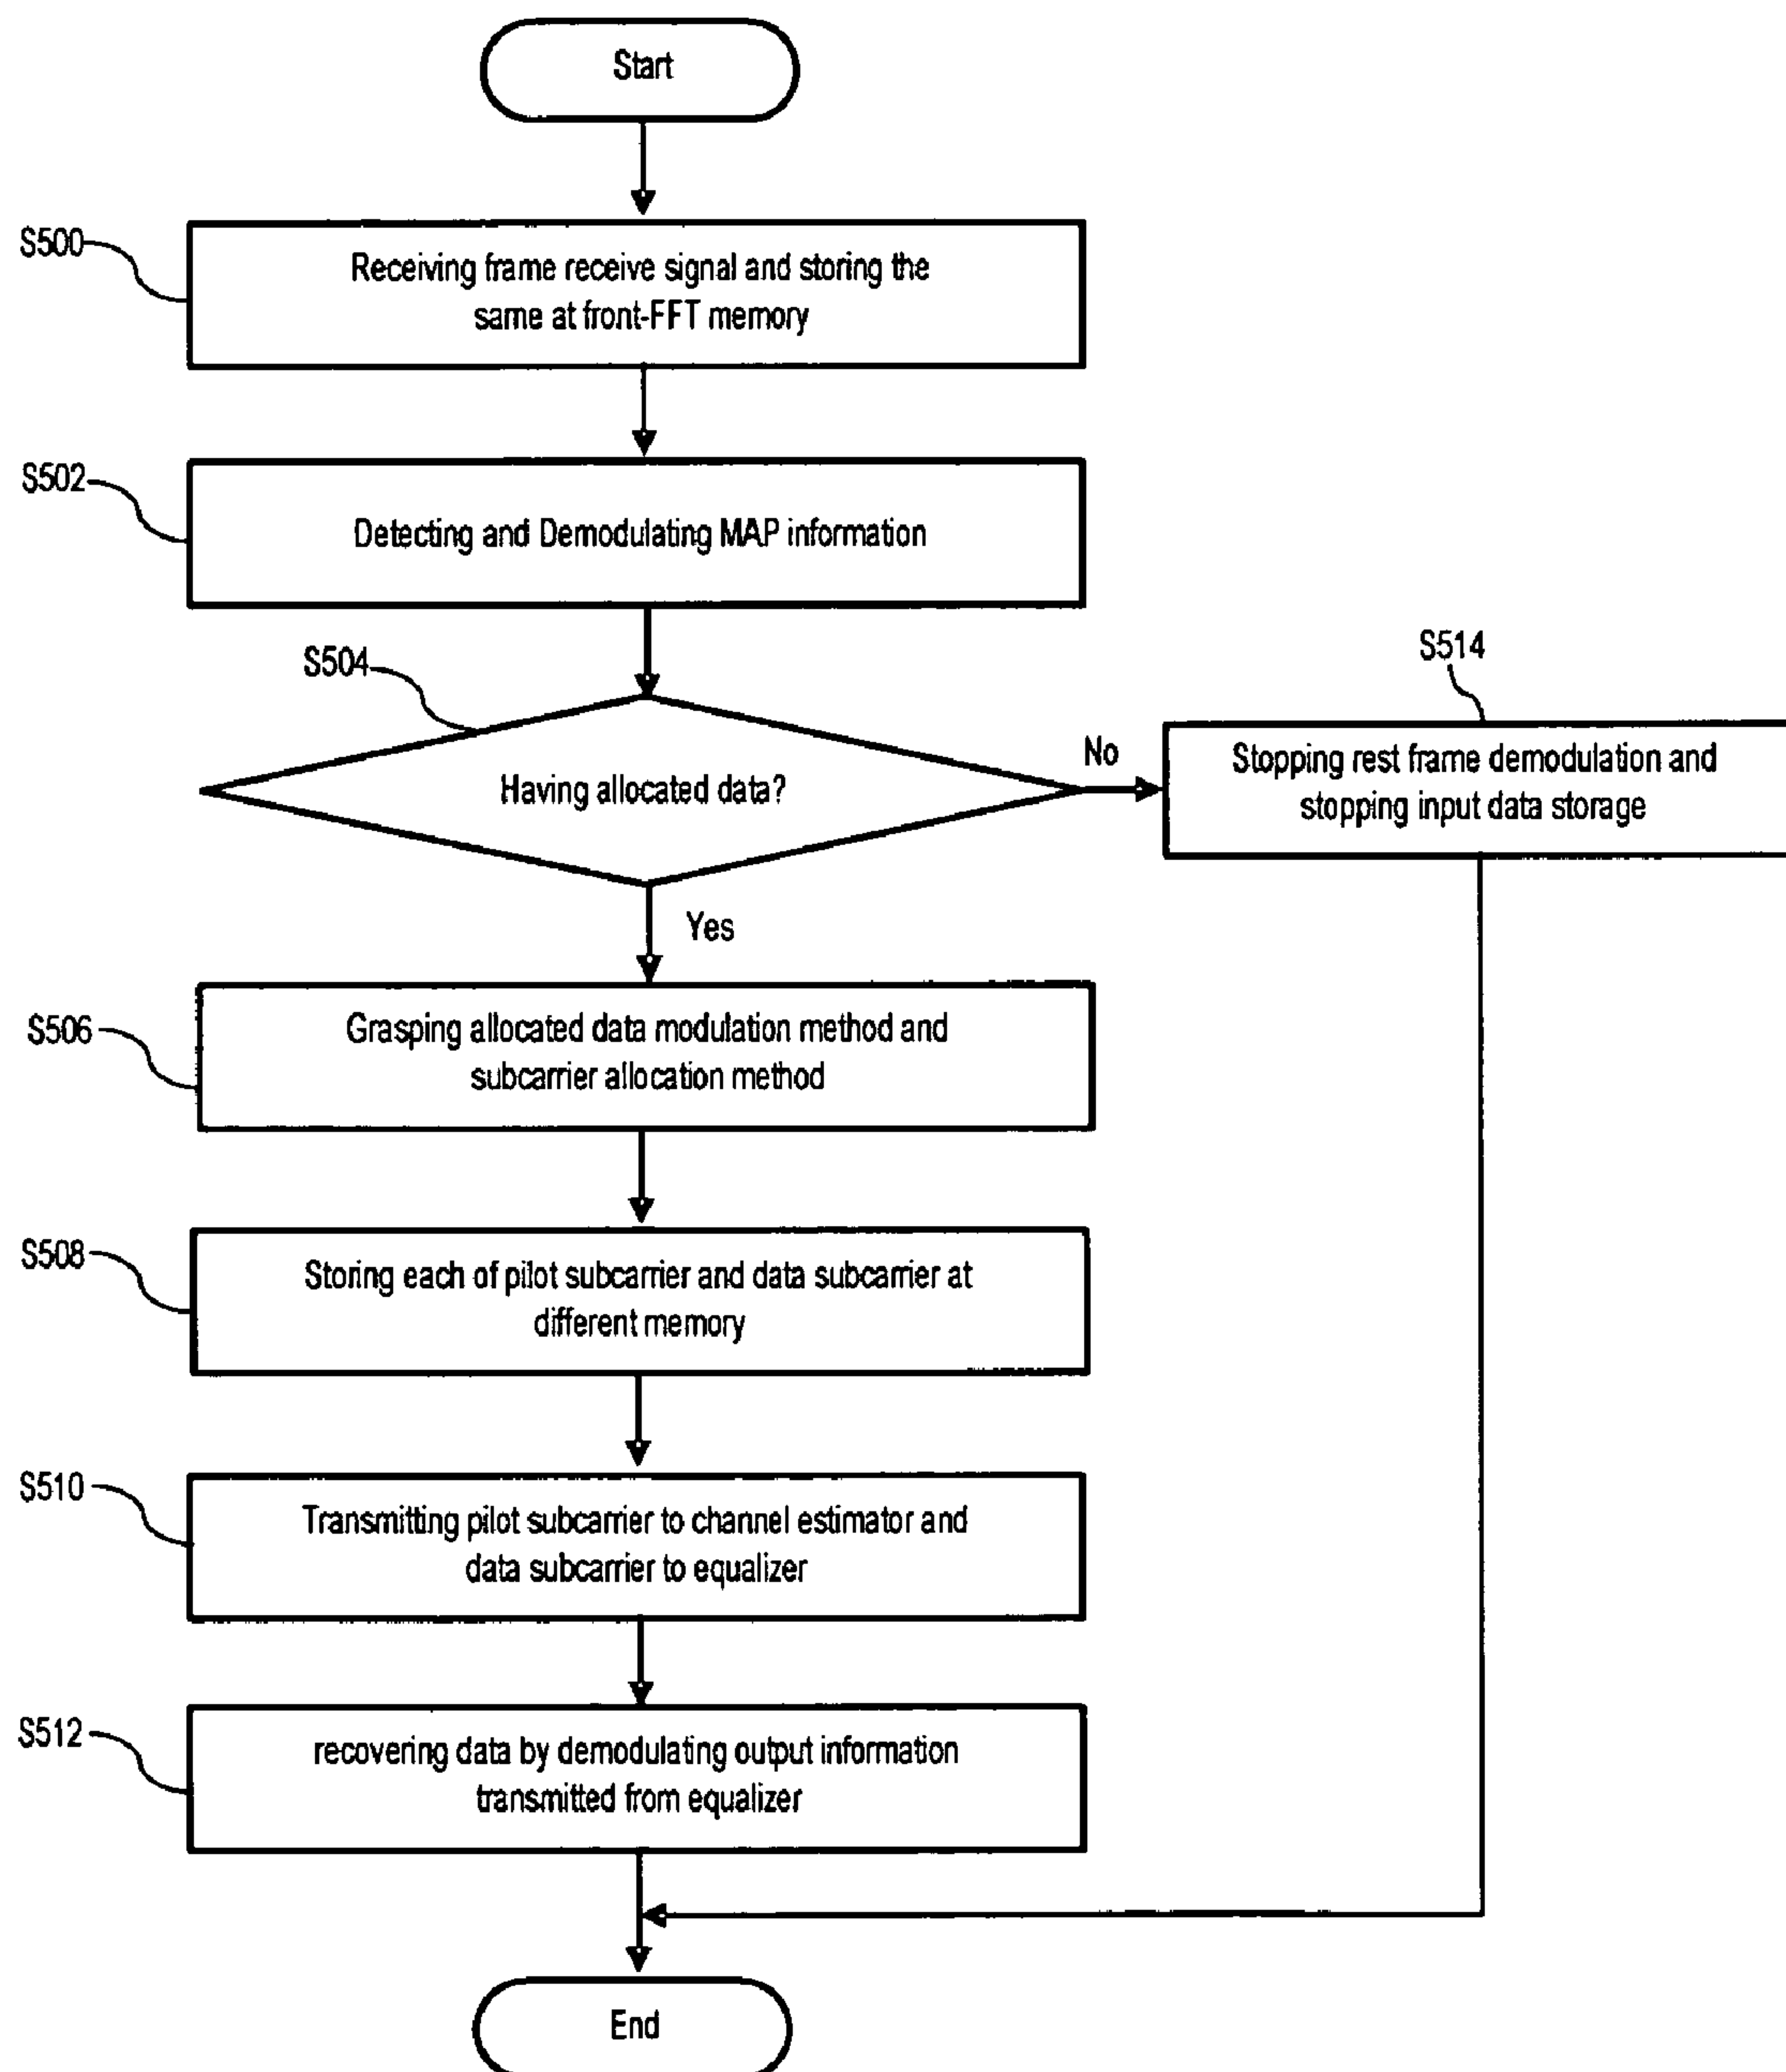 Start
S500
Receiving frame receive signal and storing the
same at front-FFT memory
S502
Detecting and Demodulating MAP information
S504
Having allocated data?
No
S514
Stopping rest frame demodulation and
stopping input data storage
Yes
S506
Grasping allocated data modulation method and
subcarrier allocation method
S508
Storing each of pilot subcarrier and data subcarrier at
different memory
S510
Transmitting pilot subcarrier to channel estimator and
data subcarrier to equalizer
S512
recovering data by demodulating output information
transmitted from equalizer
End